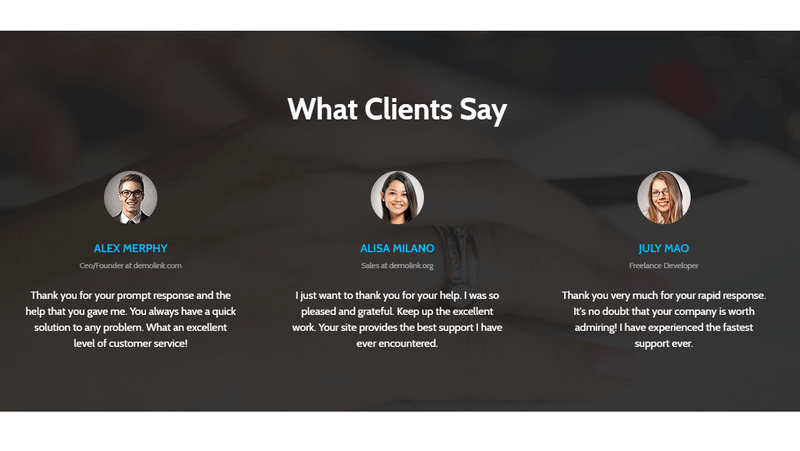 What Clients Say
ALEX MERPHY
Ceo/Founder at demolink.com
Thank you for your prompt response and the
help that you gave me. You always have a quick
solution to any problem. What an excellent
level of customer service!
ALISA MILANO
Sales at demolink.org
I just want to thank you for your help. I was so
pleased and grateful. Keep up the excellent
work. Your site provides the best support I have
ever encountered.
JULY MAO
Freelance Developer
Thank you very much for your rapid response.
It's no doubt that your company is worth
admiring! I have experienced the fastest
support ever.